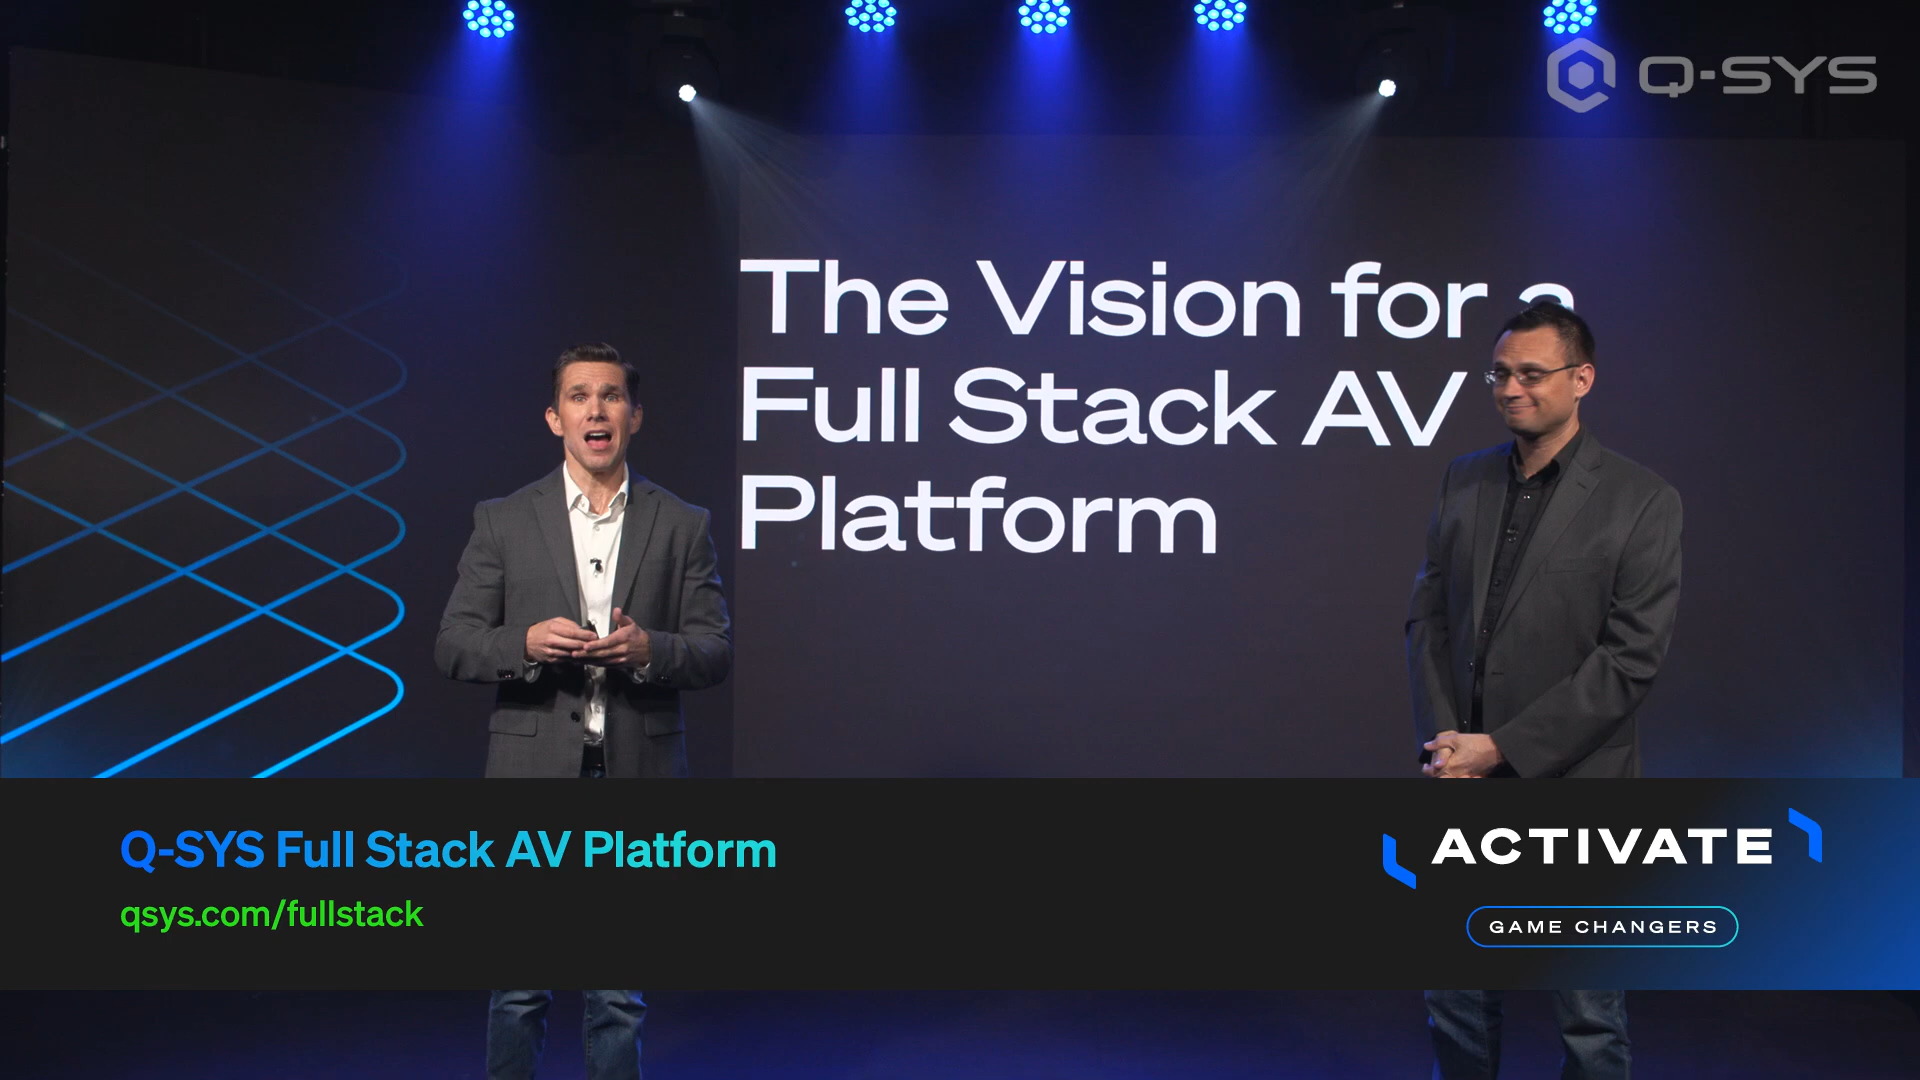 Q-SYS
The Vision for a
Full Stack AV
Platform
Q-SYS Full Stack AV Platform
qsys.com/fullstack
ACTIVATE
GAME CHANGERS